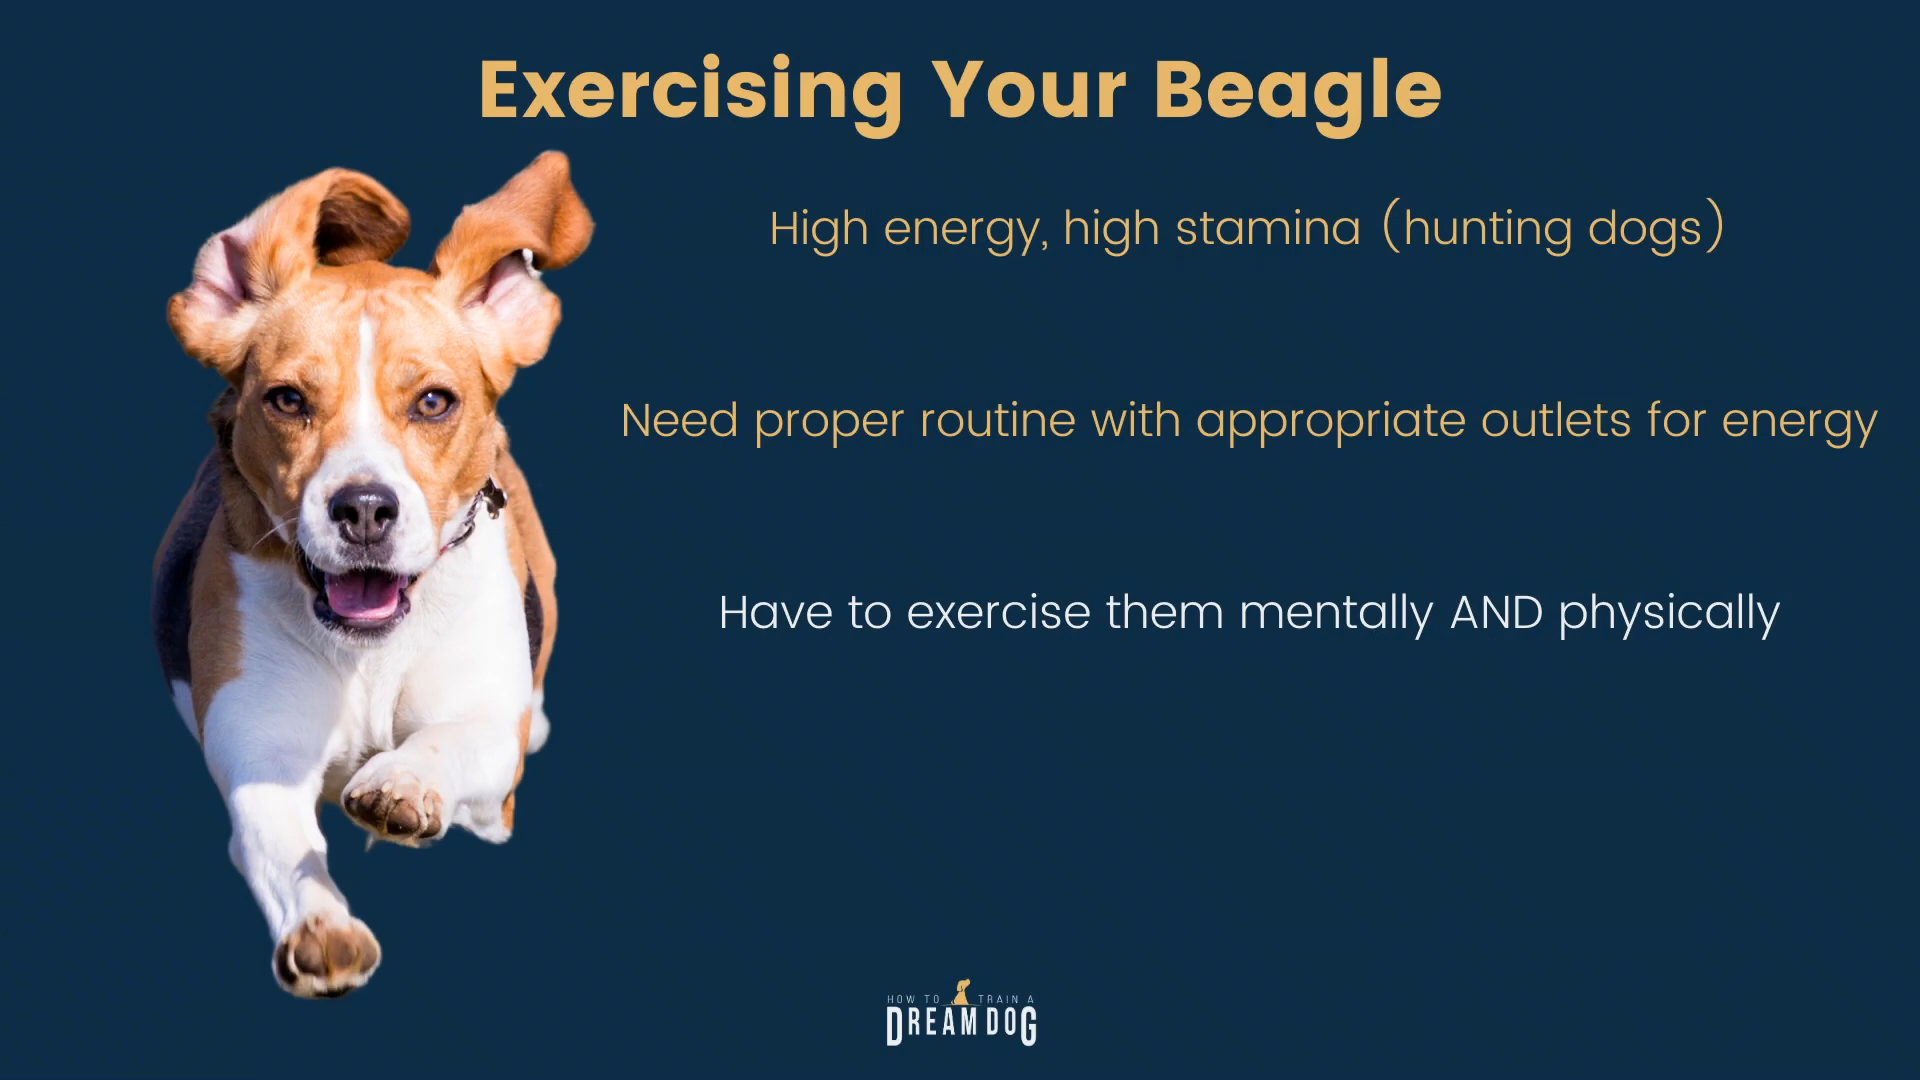 Exercising Your Beagle
High energy, high stamina (hunting dogs)
Need proper routine with appropriate outlets for energy
Have to exercise them mentally AND physically
HOW TO TRAIN A
DREAM DOG